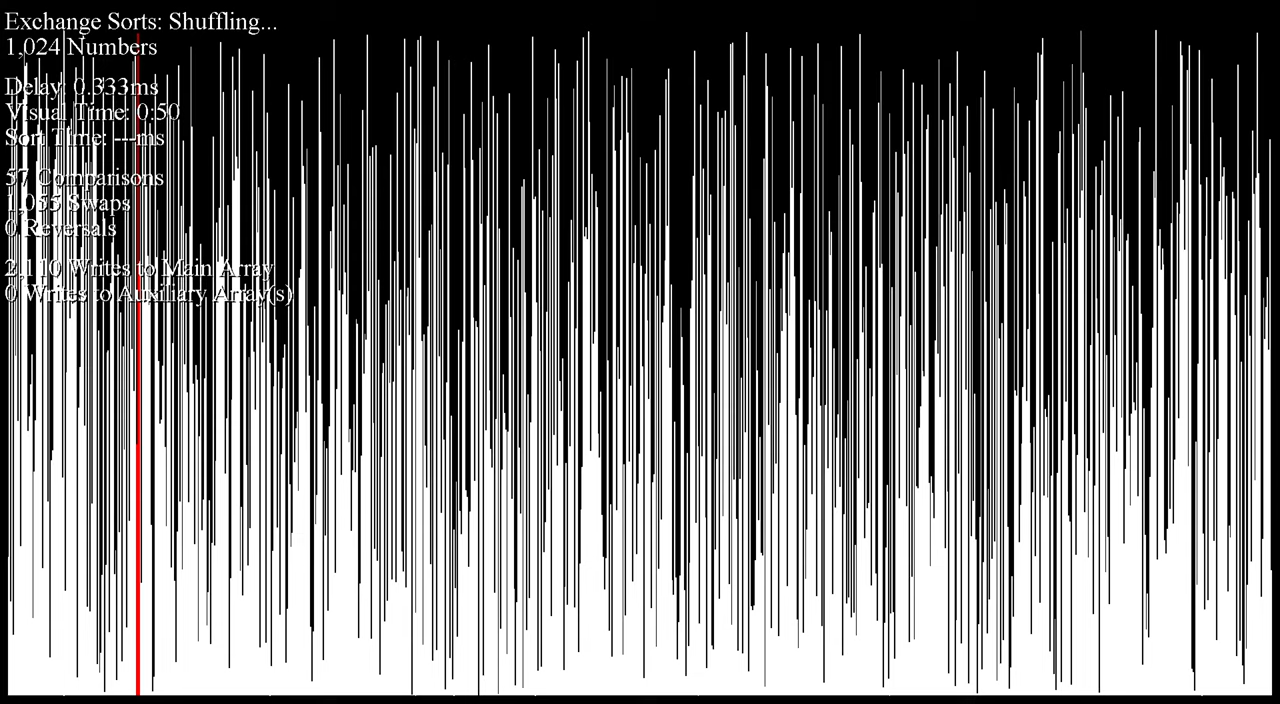 Exchange Sorts: Shuffling...
1,024 Numbers
Delay: 0.333ms
Visual Time: 0:50
Sort Time: ---ms
57 Comparisons
1,055 Swaps
0 Reversals
2,110 Writes to Main Array
0 Writes to Auxiliary Array(s)